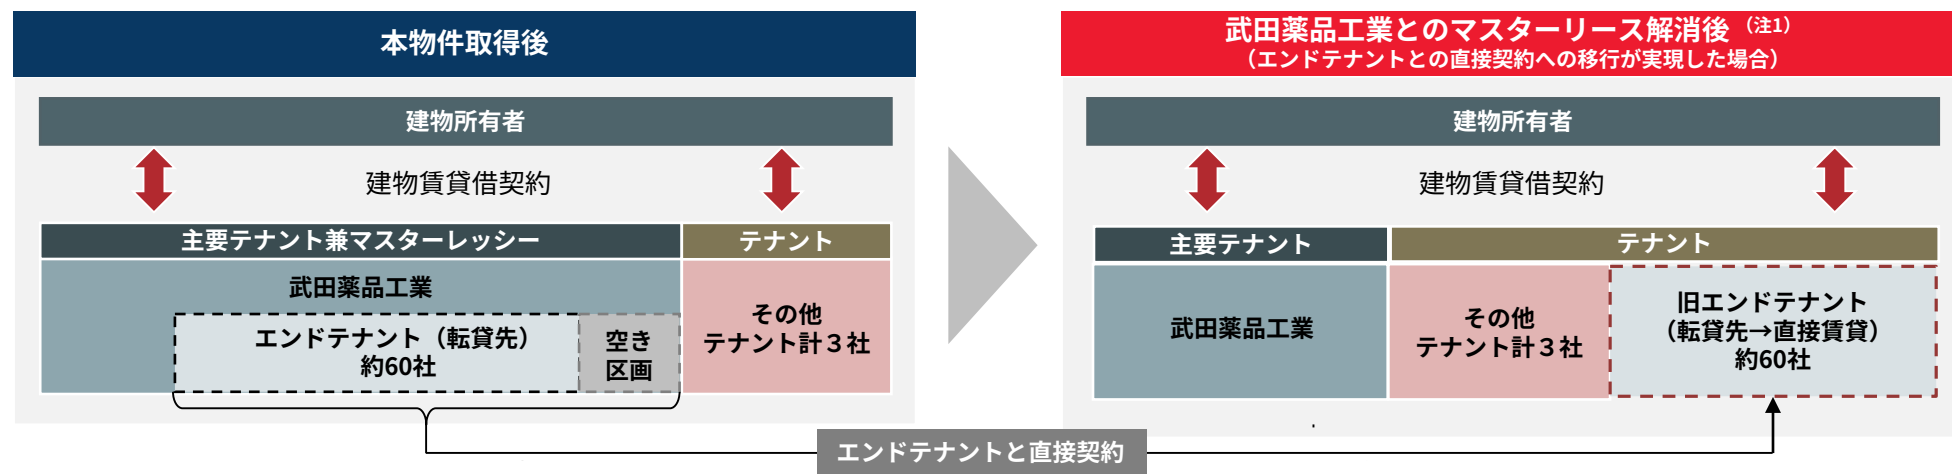 本物件取得後
建物所有者
建物賃貸借契約
主要テナント兼マスターレッシー
テナント
武田薬品工業
エンドテナント（転貸先）
約60社
空き
区画
その他
テナント計３社
武田薬品工業とのマスターリース解消後（注1）
（エンドテナントとの直接契約への移行が実現した場合）
建物所有者
建物賃貸借契約
主要テナント
テナント
武田薬品工業
その他
テナント計３社
旧エンドテナント
（転貸先→直接賃貸）
約60社
エンドテナントと直接契約